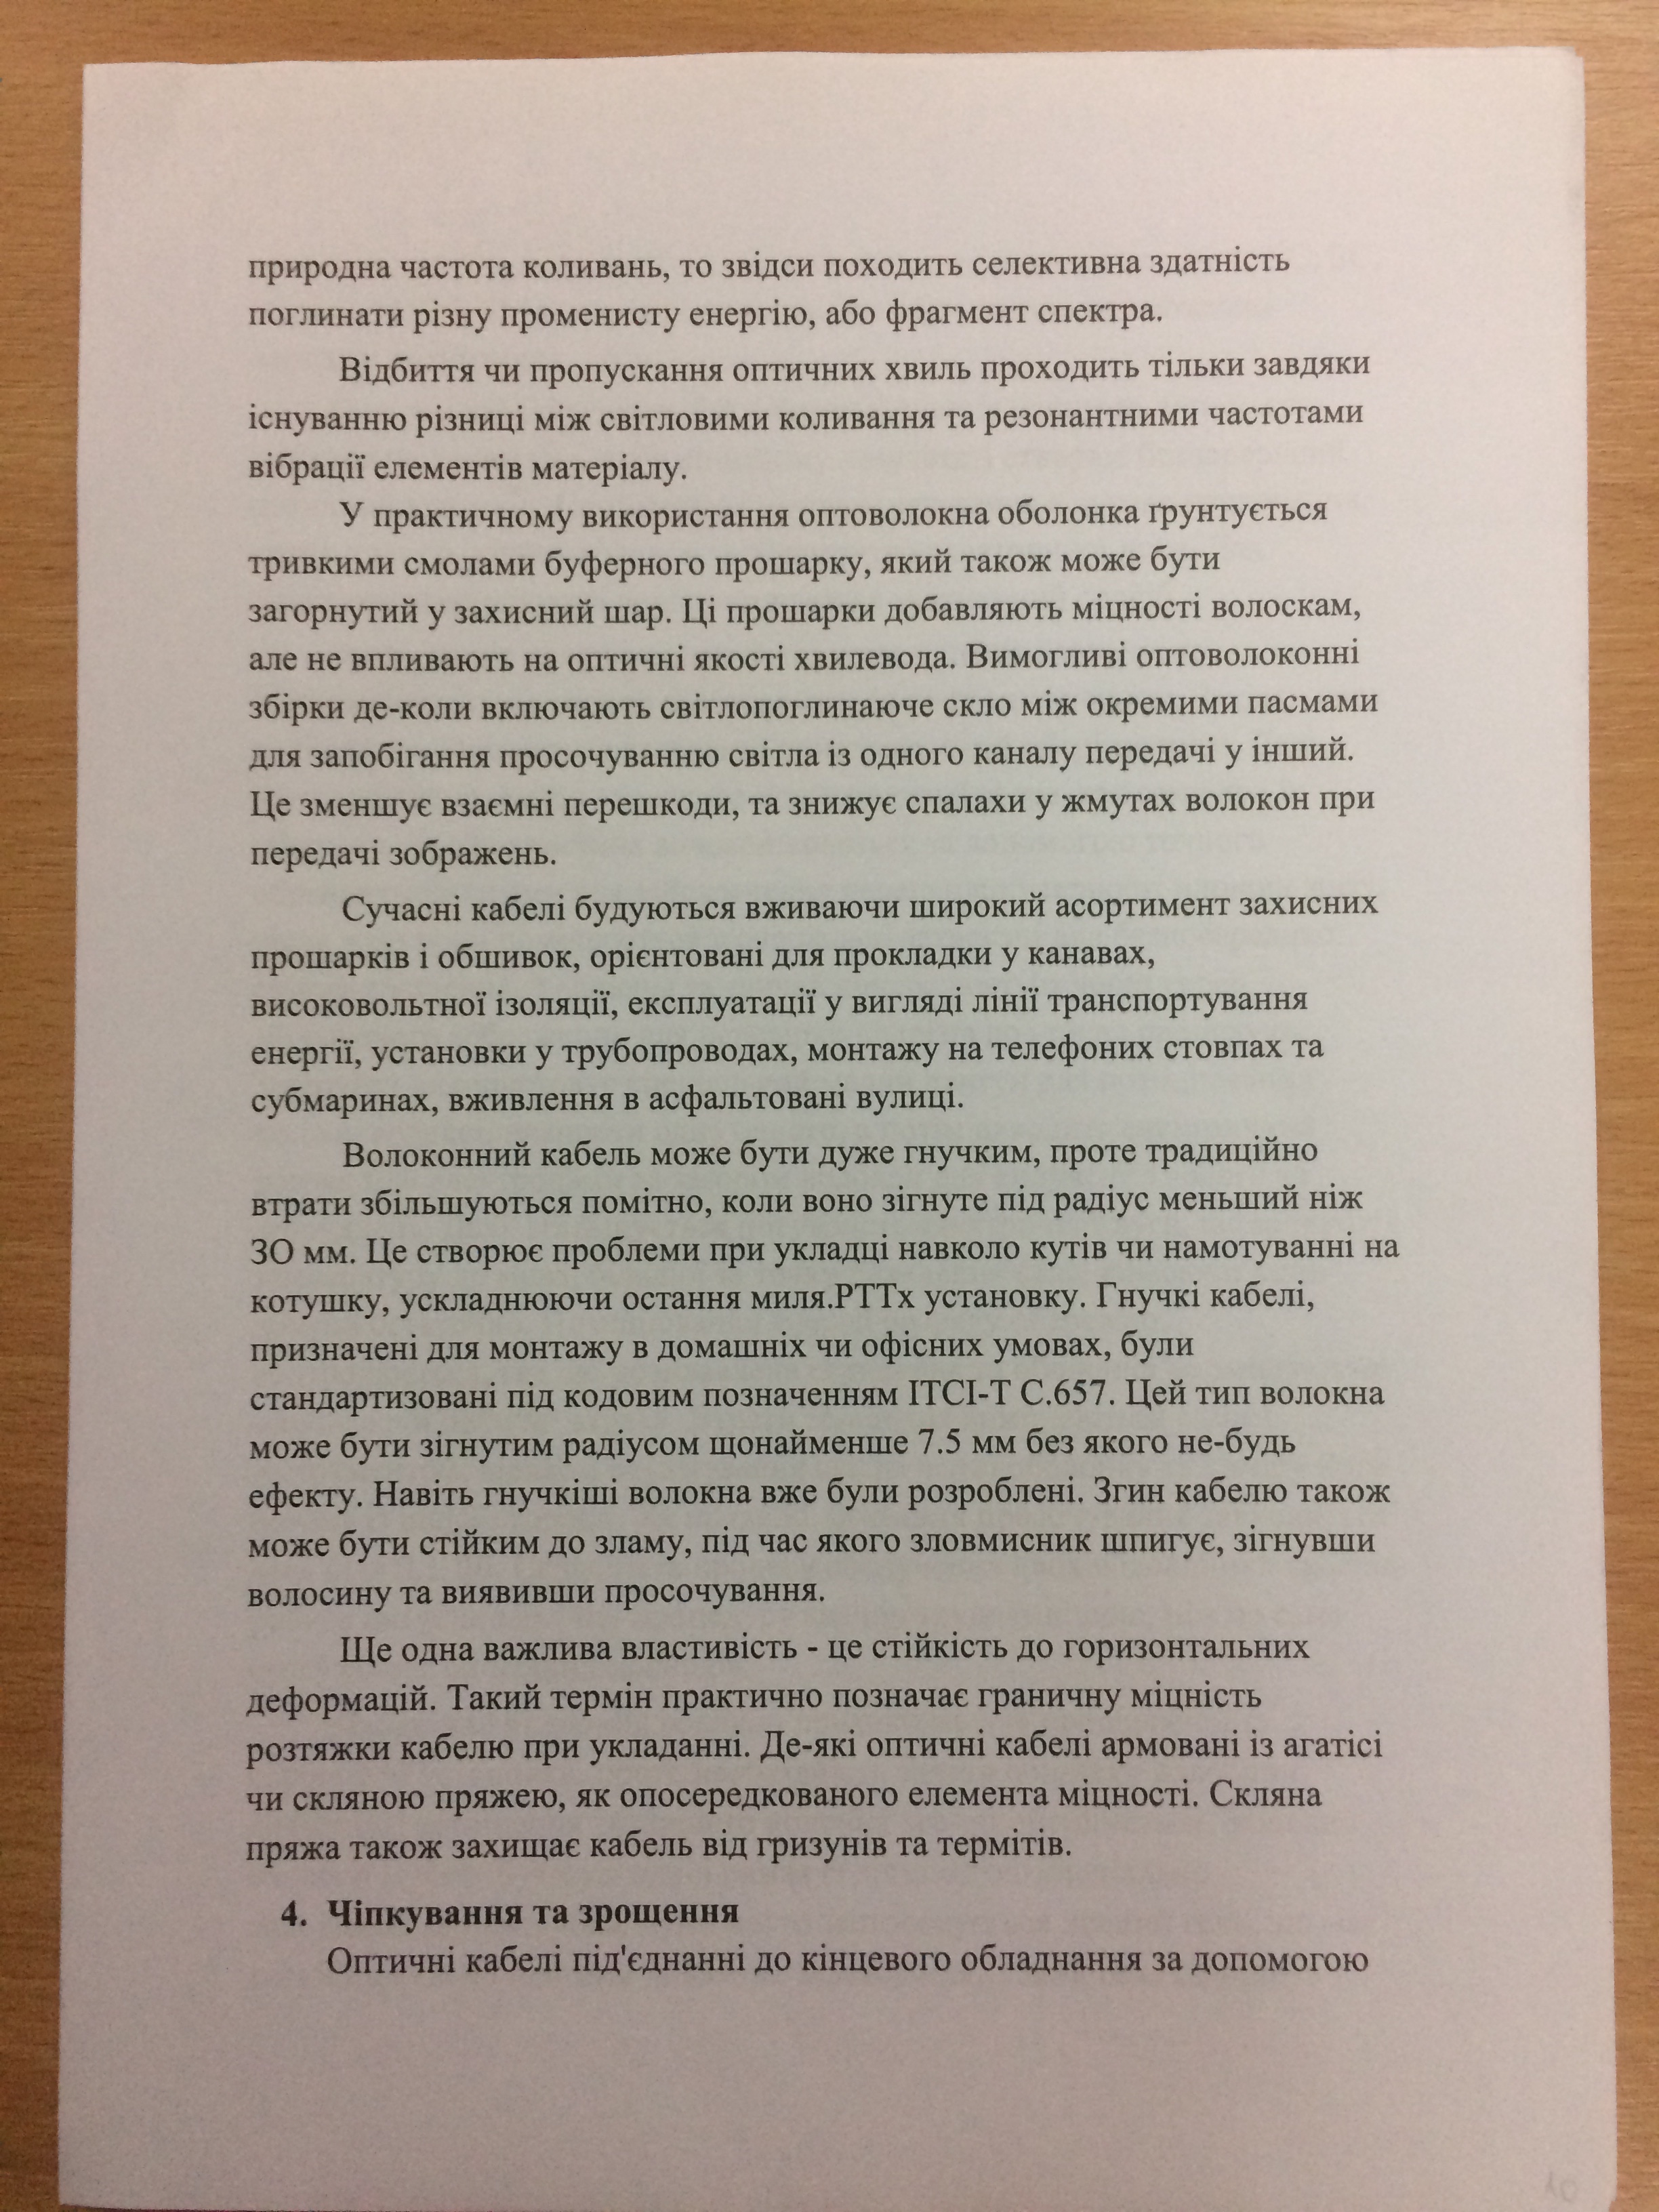 природна частота коливань, то звідси походить селективна здатність
поглинати різну променисту енергію, або фрагмент спектра.
Відбиття чи пропускання оптичних хвиль проходить тільки завдяки
існуванню різниці між світловими коливання та резонантними частотами
вібрації елементів матеріалу.
У практичному використання оптоволокна оболонка ґрунтується
тривкими смолами буферного прошарку, який також може бути
загорнутий у захисний шар. Ці прошарки добавляють міцності волоскам,
але не впливають на оптичні якості хвилевода. Вимогливі оптоволоконні
збірки де-коли включають світлопоглинаюче скло між окремими пасмами
для запобігання просочуванню світла із одного каналу передачі у інший.
Це зменшує взаємні перешкоди, та знижує спалахи у жмутах волокон при
передачі зображень.
Сучасні кабелі будуються вживаючи широкий асортимент захисних
прошарків і обшивок, орієнтовані для прокладки у канавах,
високовольтної ізоляції, експлуатації у вигляді лінії транспортування
енергії, установки у трубопроводах, монтажу на телефоних стовпах та
субмаринах, вживлення в асфальтовані вулиці.
Волоконний кабель може бути дуже гнучким, проте традиційно
втрати збільшуються помітно, коли воно зігнуте під радіус меньший ніж
ЗО мм. Це створює проблеми при укладці навколо кутів чи намотуванні на
котушку, ускладнюючи остання миля.РТТх установку. Гнучкі кабелі,
призначені для монтажу в домашніх чи офісних умовах, були
стандартизовані під кодовим позначенням ІТСІ-Т С.657. Цей тип волокна
може бути зігнутим радіусом щонайменше 7.5 мм без якого не-будь
ефекту. Навіть гнучкіші волокна вже були розроблені. Згин кабелю також
може бути стійким до зламу, під час якого зловмисник шпигує, зігнувши
волосину та виявивши просочування.
Ще одна важлива властивість - це стійкість до горизонтальних
деформацій. Такий термін практично позначає граничну міцність
розтяжки кабелю при укладанні. Де-які оптичні кабелі армовані із агатісі
чи скляною пряжею, як опосередкованого елемента міцності. Скляна
пряжа також захищає кабель від гризунів та термітів.
4. Чіпкування та зрощення
Оптичні кабелі під'єднанні до кінцевого обладнання за допомогою
10